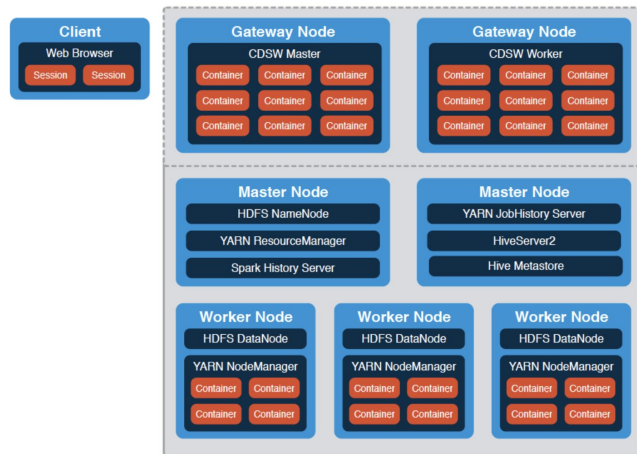 Client
Web Browser
Session Session
Gateway Node
CDSW Master
Container Container Container
Container Container Container
Container Container Container
Gateway Node
CDSW Worker
Container Container Container
Container Container Container
Container Container Container
Master Node
HDFS NameNode
YARN ResourceManager
Spark History Server
Master Node
YARN JobHistory Server
HiveServer2
Hive Metastore
Worker Node
HDFS DataNode
YARN NodeManager
Container Container
Container Container
Worker Node
HDFS DataNode
YARN NodeManager
Container Container
Container Container
Worker Node
HDFS DataNode
YARN NodeManager
Container Container
Container Container